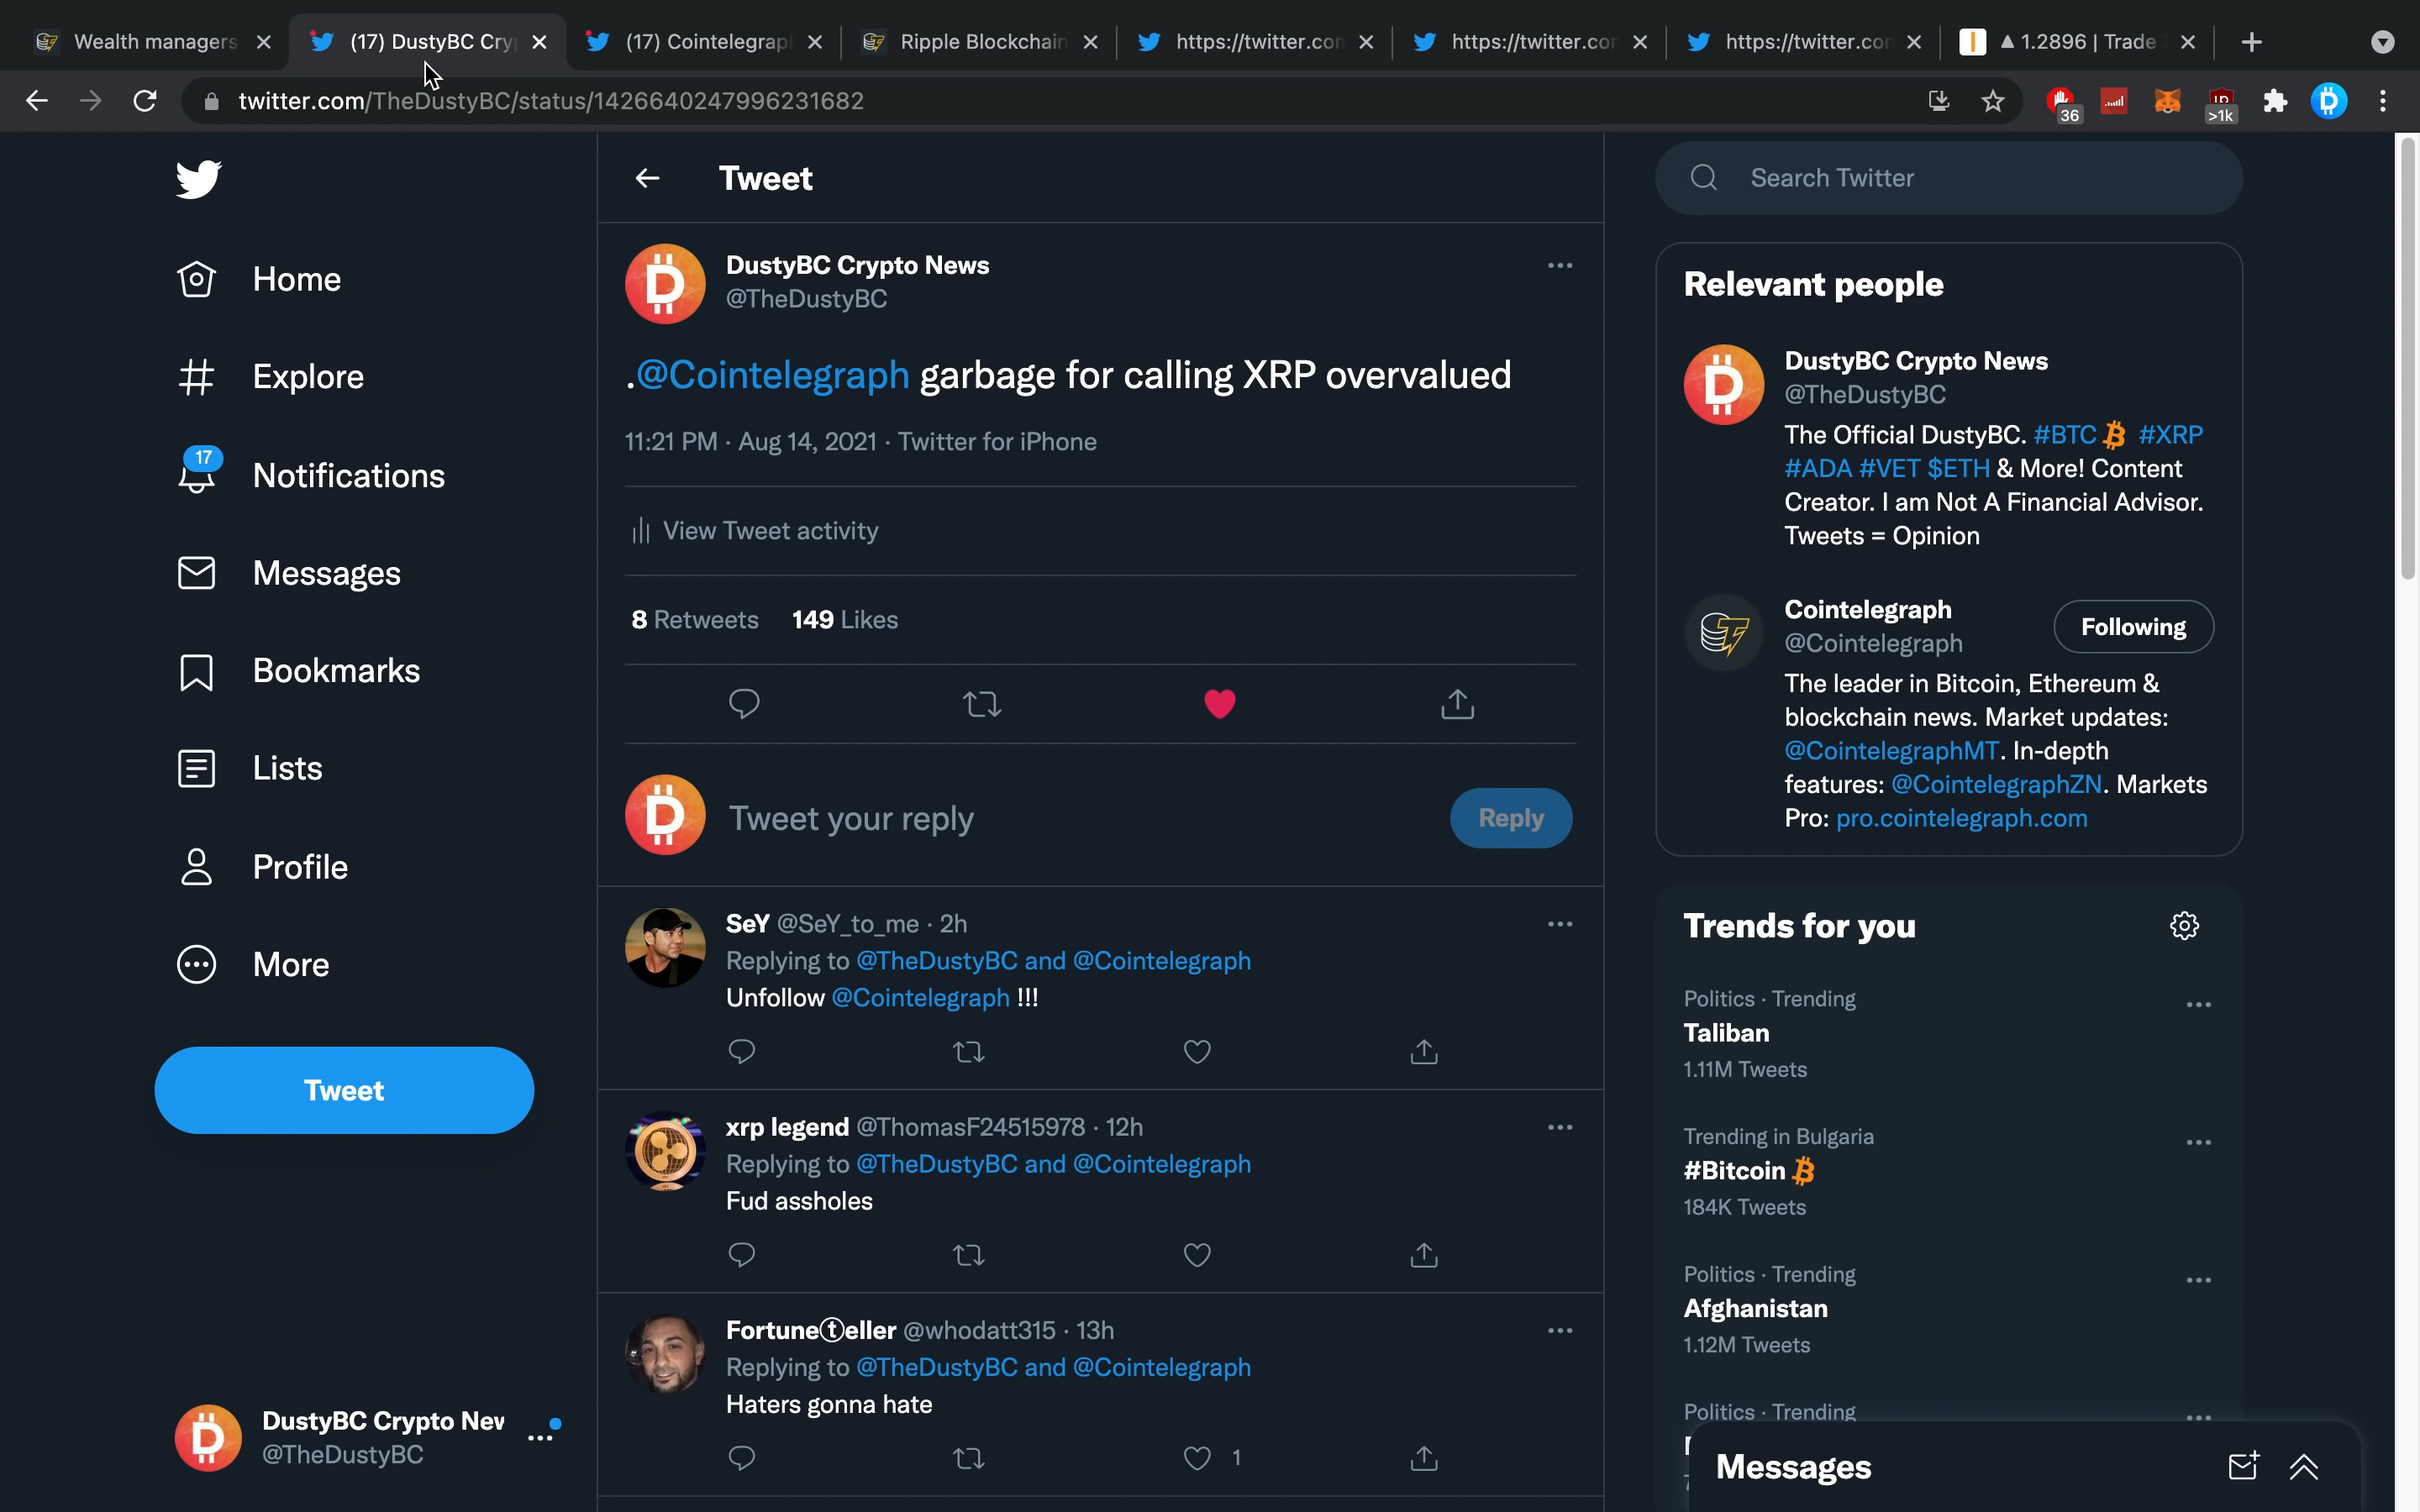 Wealth managers
(17) DustyBC Cry
(17) Cointelegrap
Ripple Blockchain
https://twitter.co
https://twitter.co
https://twitter.co
▲ 1.2896 | Trade
twitter.com/TheDustyBC/status/1426640247996231682
36
>1k
Home
Explore
17
Notifications
Messages
Bookmarks
Lists
Profile
More
Tweet
DustyBC Crypto Nev
@TheDustyBC
Tweet
DustyBC Crypto News
@TheDustyBC
.@Cointelegraph garbage for calling XRP overvalued
11:21 PM · Aug 14, 2021 · Twitter for iPhone
View Tweet activity
8 Retweets 149 Likes
Tweet your reply
Reply
SeY @SeY_to_me · 2h
Replying to @TheDustyBC and @Cointelegraph
Unfollow @Cointelegraph !!!
xrp legend @ThomasF24515978 · 12h
Replying to @TheDustyBC and @Cointelegraph
Fud assholes
Fortuneⓣeller @whodatt315 · 13h
Replying to @TheDustyBC and @Cointelegraph
Haters gonna hate
1
Search Twitter
Relevant people
DustyBC Crypto News
@TheDustyBC
The Official DustyBC. #BTC #XRP
#ADA #VET $ETH & More! Content
Creator. I am Not A Financial Advisor.
Tweets = Opinion
Cointelegraph
@Cointelegraph
Following
The leader in Bitcoin, Ethereum &
blockchain news. Market updates:
@CointelegraphMT. In-depth
features: @CointelegraphZN. Markets
Pro: pro.cointelegraph.com
Trends for you
Politics · Trending
Taliban
1.11M Tweets
Trending in Bulgaria
#Bitcoin
184K Tweets
Politics · Trending
Afghanistan
1.12M Tweets
Politics · Trending
Messages